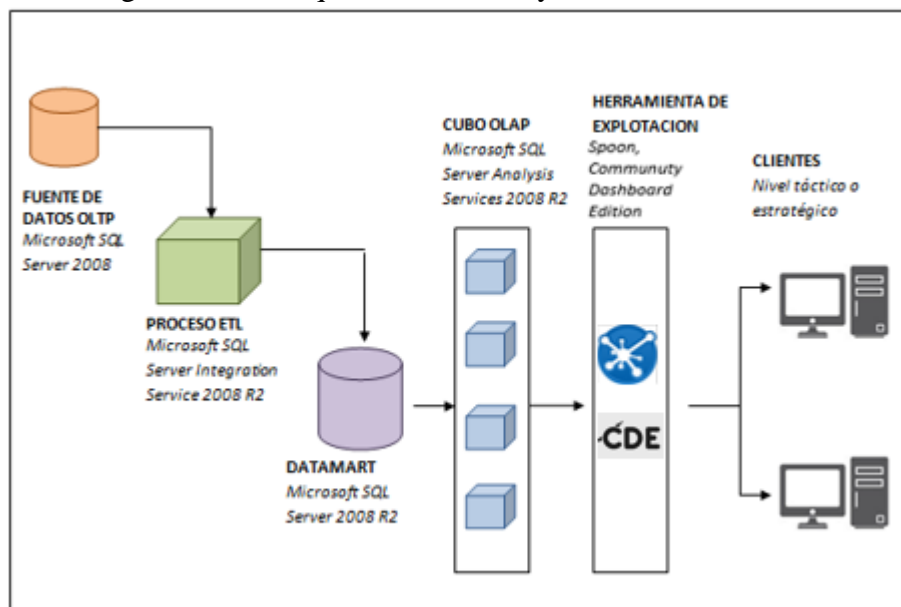 FUENTE DE
DATOS OLTP
Microsoft SQL
Server 2008
PROCESO ETL
Microsoft SQL
Server Integration
Service 2008 R2
DATAMART
Microsoft SQL
Server 2008 R2
CUBO OLAP
Microsoft SQL
Server Analysis
Services 2008 R2
HERRAMIENTA DE
EXPLOTACION
Spoon,
Communuty
Dashboard
Edition
CDE
CLIENTES
Nivel táctico o
estratégico